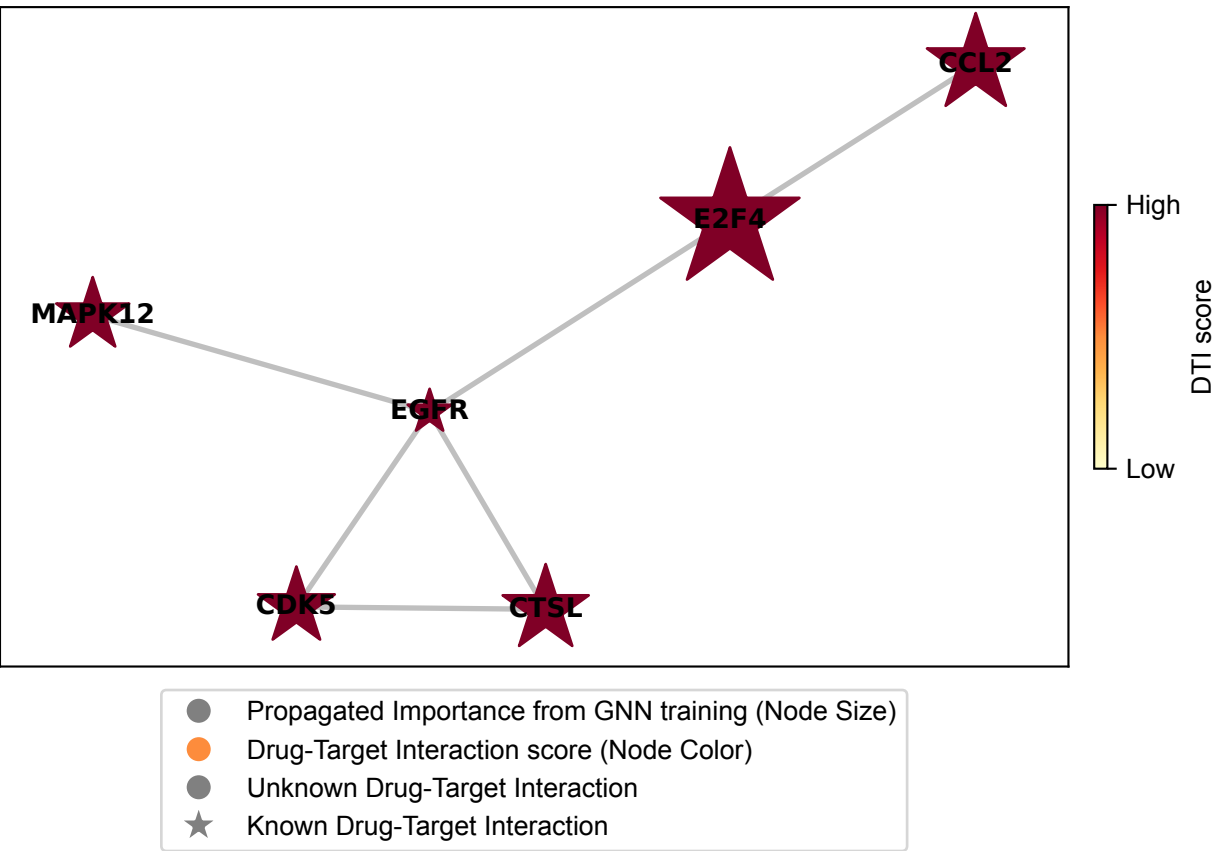 CCL2
E2F4
MAPK12
EGFR
CDK5
CTSL
High
Low
DTI score
Propagated Importance from GNN training (Node Size)
Drug-Target Interaction score (Node Color)
Unknown Drug-Target Interaction
Known Drug-Target Interaction